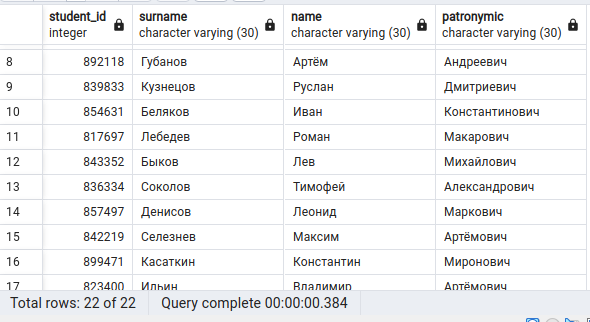 student_id surname name patronymic
integer character varying (30) character varying (30) character varying (30)
8 892118 Губанов Артём Андреевич
9 839833 Кузнецов Руслан Дмитриевич
10 854631 Беляков Иван Константинович
11 817697 Лебедев Роман Макарович
12 843352 Быков Лев Михайлович
13 836334 Соколов Тимофей Александрович
14 857497 Денисов Леонид Маркович
15 842219 Селезнев Максим Артёмович
16 899471 Касаткин Константин Миронович
17 823400 Ильин Владимир Артёмович
Total rows: 22 of 22 Query complete 00:00:00.384